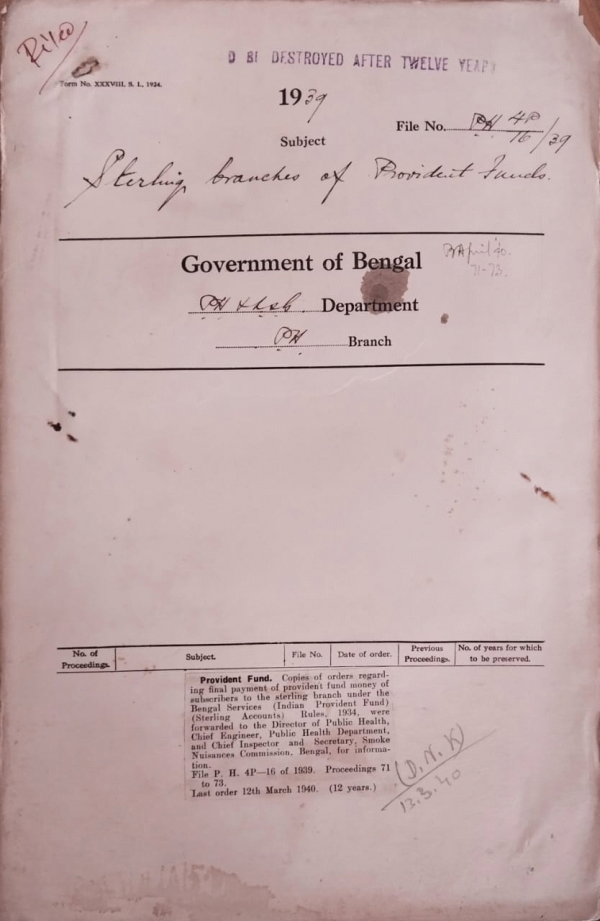 Filed
D BE DESTROYED AFTER TWELVE YEAR
Form No. XXXVIII, S. I., 1924.
1939
File No. PH 4P/16/39
Subject
Sterling branches of Provident Funds.
Government of Bengal
April 40.
71-73.
PH & LSG. Department
PH Branch
No. of Proceedings. Subject. File No. Date of order. Previous Proceedings. No. of years for which to be preserved.
Provident Fund. Copies of orders regard-
ing final payment of provident fund money of
subscribers to the sterling branch under the
Bengal Services (Indian Provident Fund)
(Sterling Accounts) Rules, 1934, were
forwarded to the Director of Public Health,
Chief Engineer, Public Health Department,
and Chief Inspector and Secretary, Smoke
Nuisances Commission, Bengal, for informa-
tion.
File P. H. 4P—16 of 1939. Proceedings 71
to 73.
Last order 12th March 1940. (12 years.)
(D.N.K)
13.3.40